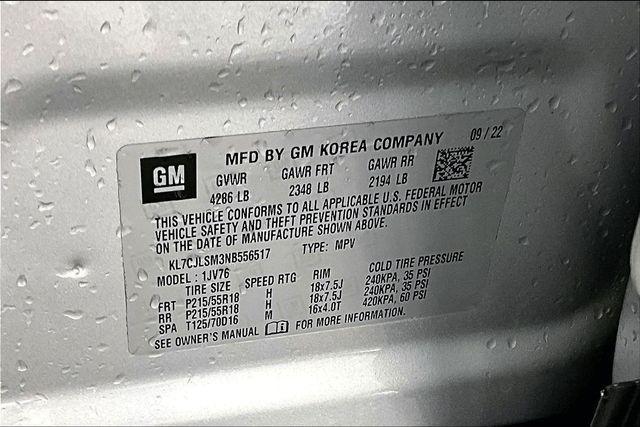 GM
MFD BY GM KOREA COMPANY 09 / 22
GVWR GAWR FRT GAWR RR
4286 LB 2348 LB 2194 LB
THIS VEHICLE CONFORMS TO ALL APPLICABLE U.S. FEDERAL MOTOR
VEHICLE SAFETY AND THEFT PREVENTION STANDARDS IN EFFECT
ON THE DATE OF MANUFACTURE SHOWN ABOVE.
KL7CJLSM3NB556517 TYPE: MPV
MODEL : 1JV76
TIRE SIZE SPEED RTG RIM COLD TIRE PRESSURE
FRT P215/55R18 H 18x7.5J 240KPA, 35 PSI
RR P215/55R18 H 18x7.5J 240KPA, 35 PSI
SPA T125/70D16 M 16x4.0T 420KPA, 60 PSI
SEE OWNER'S MANUAL FOR MORE INFORMATION.